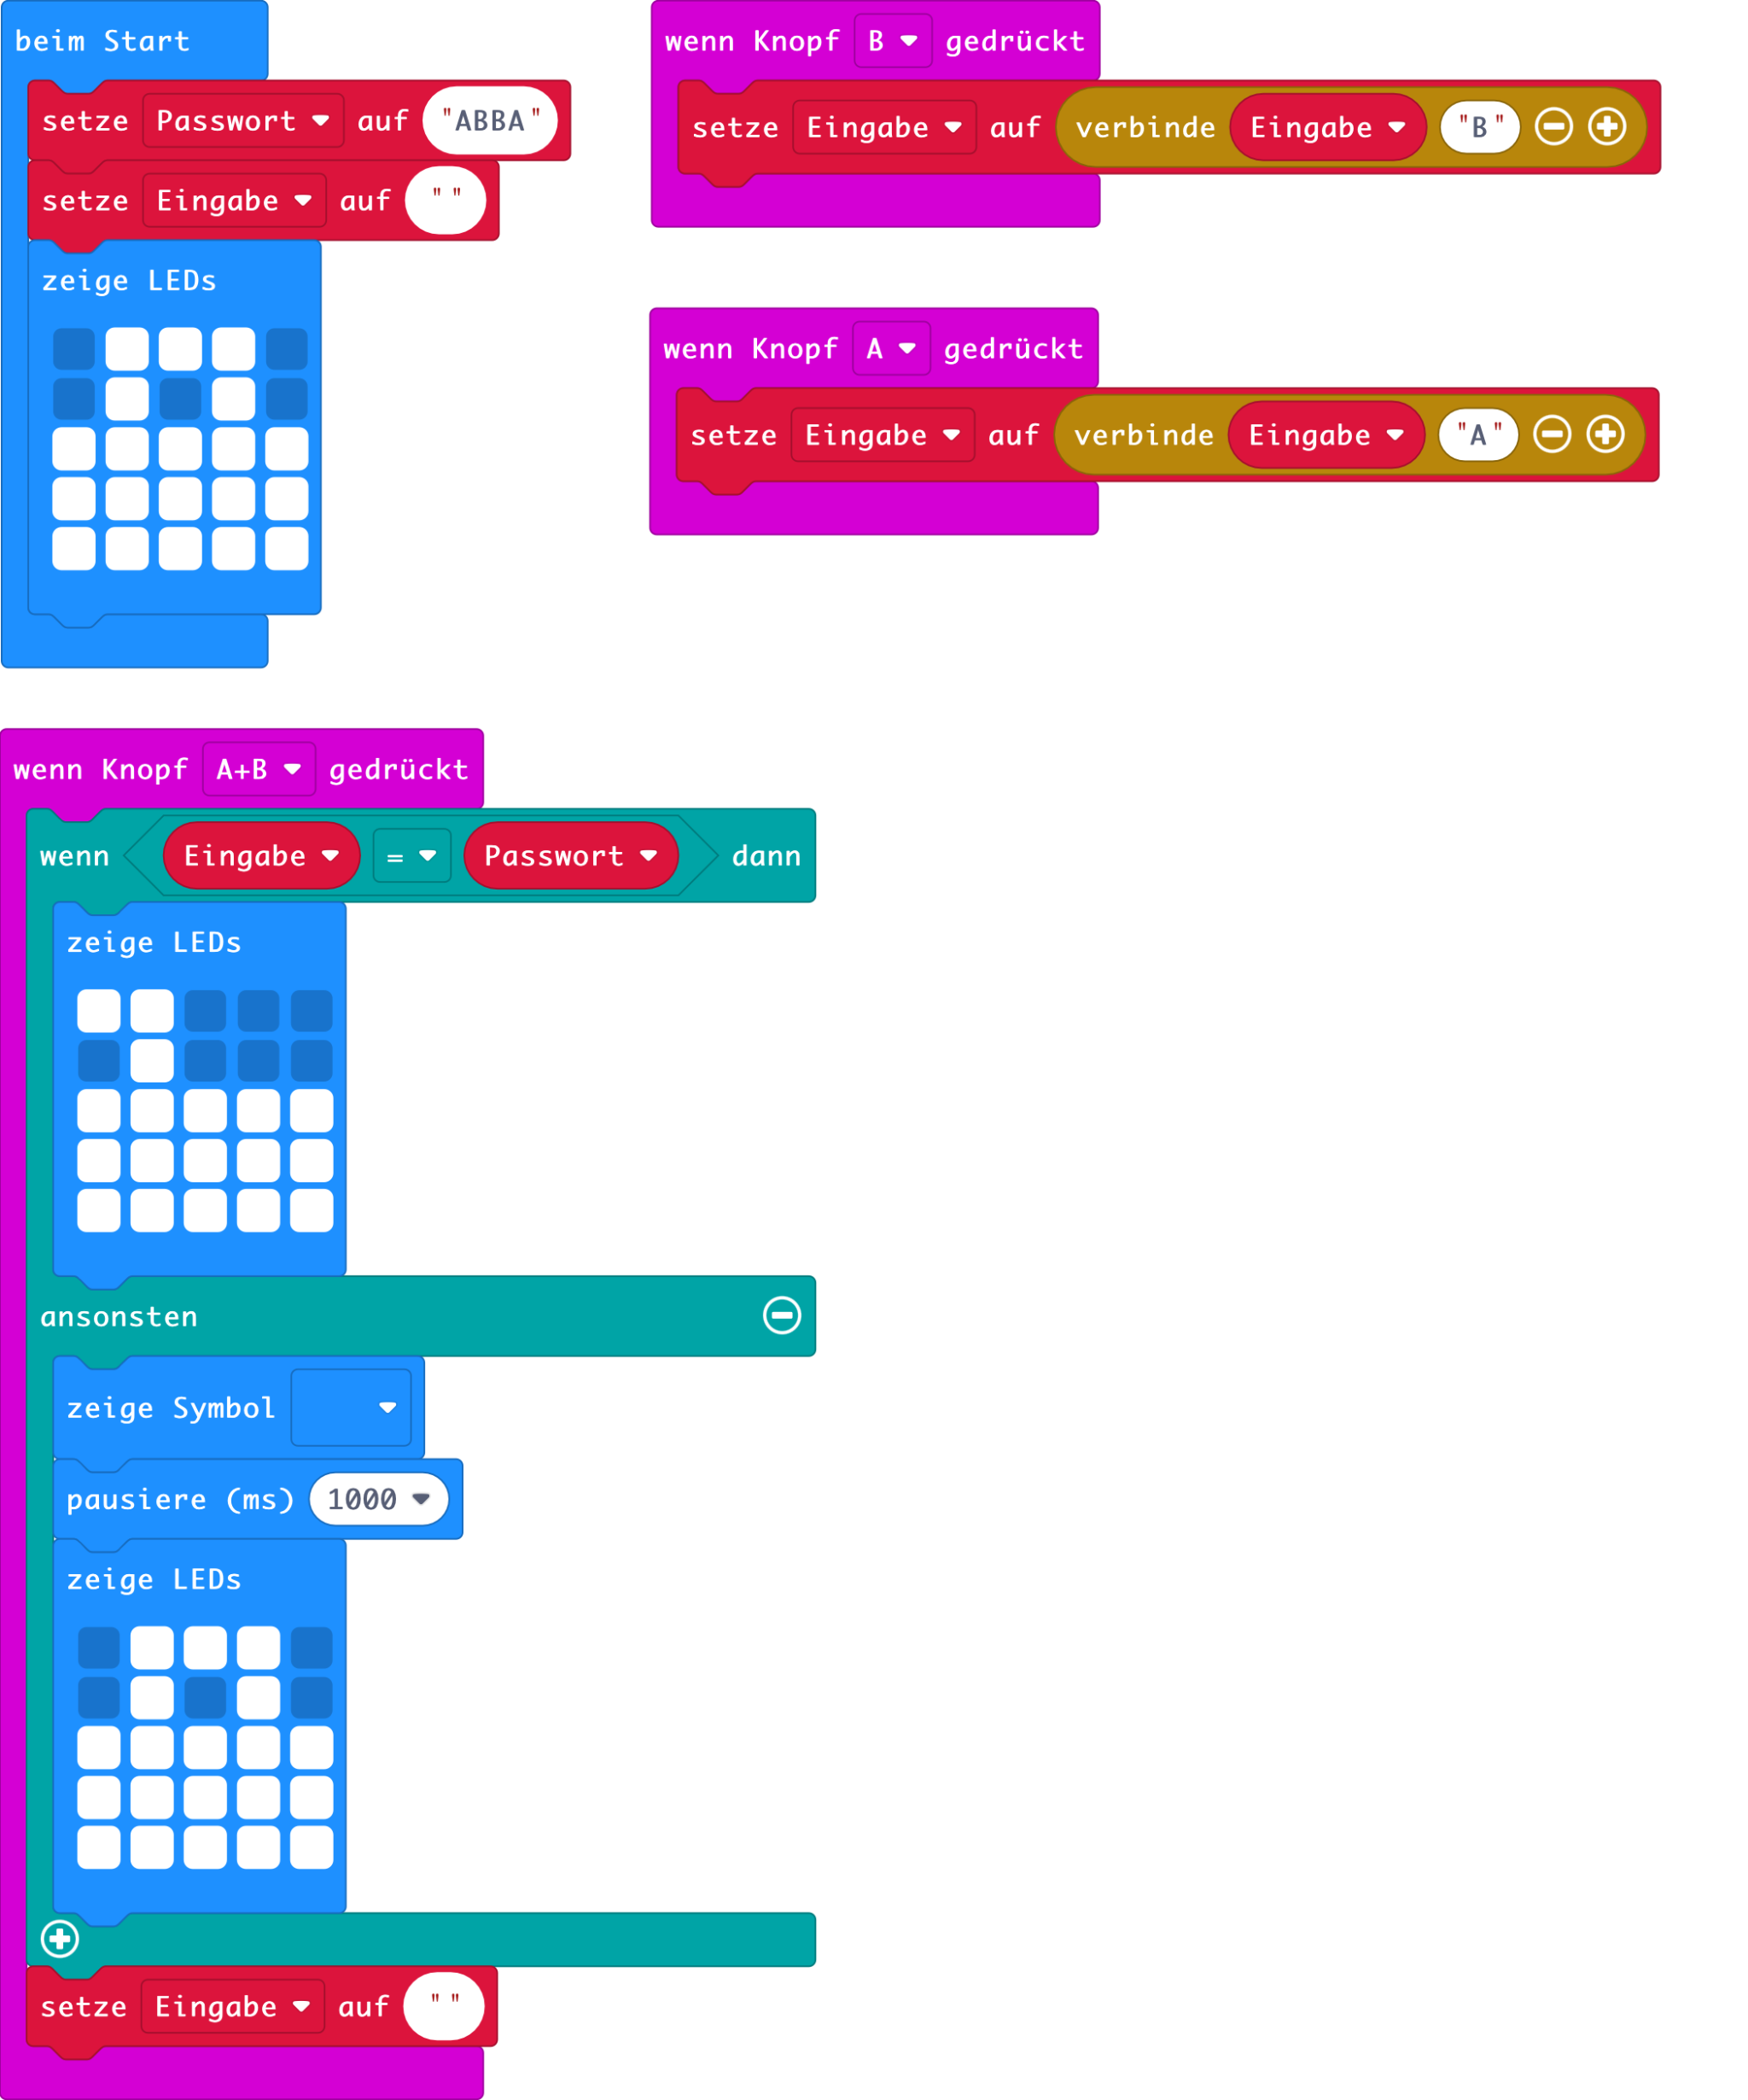 beim Start
setze Passwort auf "ABBA"
setze Eingabe auf " "
zeige LEDs
wenn Knopf B gedrückt
setze Eingabe auf verbinde Eingabe "B"
wenn Knopf A gedrückt
setze Eingabe auf verbinde Eingabe "A"
wenn Knopf A+B gedrückt
wenn Eingabe = Passwort dann
zeige LEDs
ansonsten
zeige Symbol
pausiere (ms) 1000
zeige LEDs
setze Eingabe auf " "